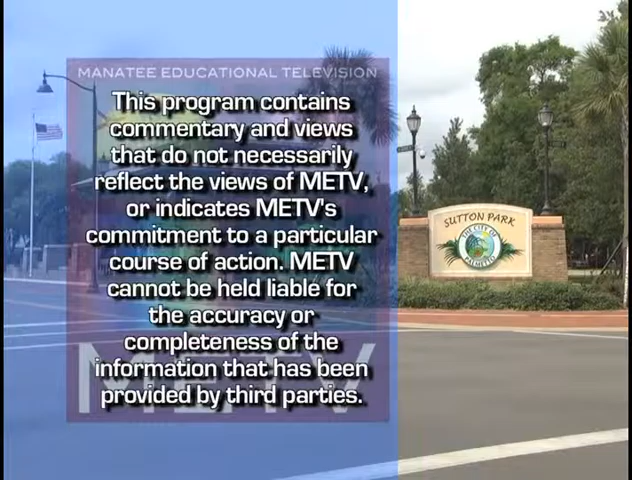 MANATEE EDUCATIONAL TELEVISION
This program contains
commentary and views
that do not necessarily
reflect the views of METV,
or indicates METV's
commitment to a particular
course of action. METV
cannot be held liable for
the accuracy or
completeness of the
information that has been
provided by third parties.
METV
SUTTON PARK
THE CITY OF
PALMETTO